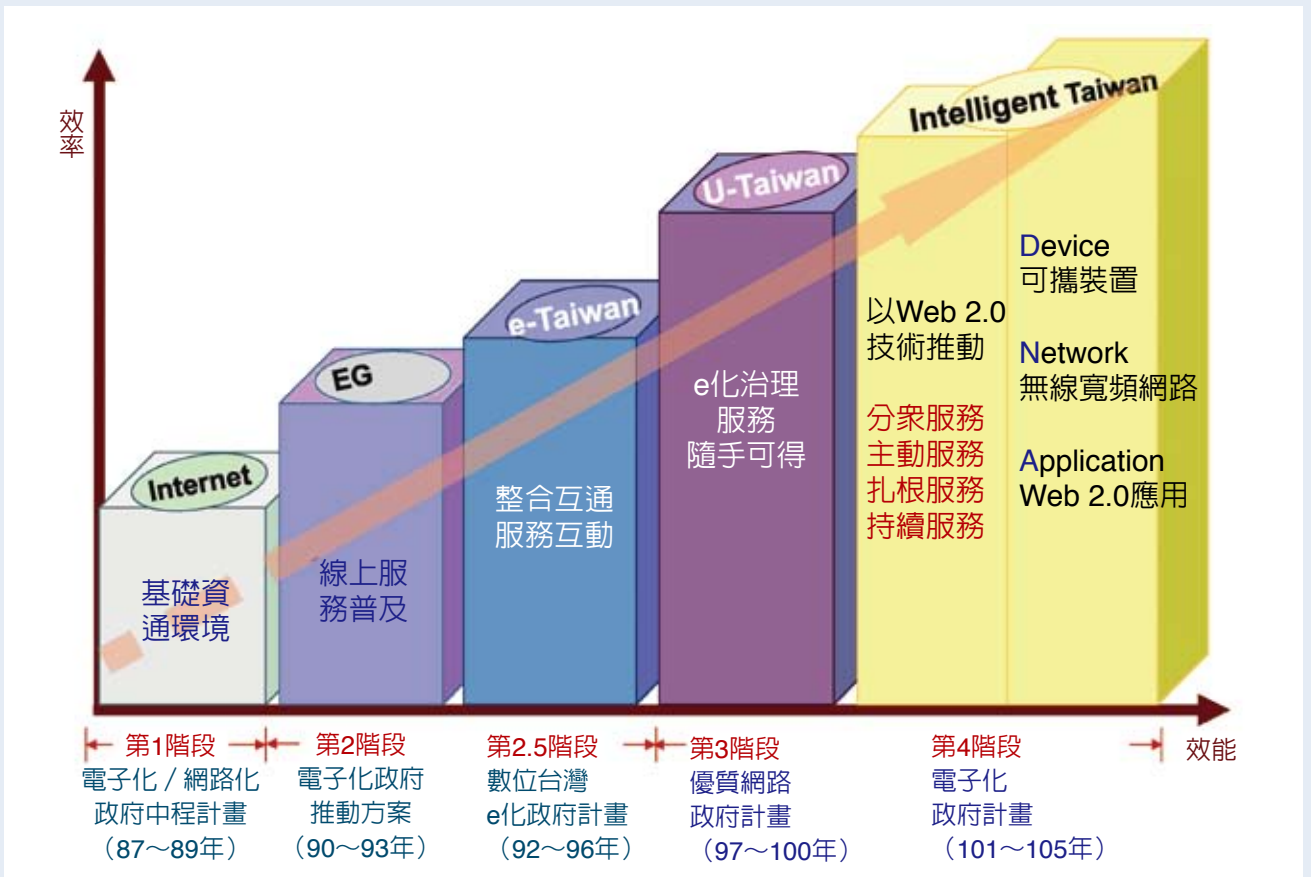 效率
Internet
基礎資
通環境
EG
線上服
務普及
e-Taiwan
整合互通
服務互動
U-Taiwan
e化治理
服務
隨手可得
Intelligent Taiwan
以Web 2.0
技術推動
分眾服務
主動服務
扎根服務
持續服務
Device
可攜裝置
Network
無線寬頻網路
Application
Web 2.0應用
效能
第1階段
電子化／網路化
政府中程計畫
（87～89年）
第2階段
電子化政府
推動方案
（90～93年）
第2.5階段
數位台灣
e化政府計畫
（92～96年）
第3階段
優質網路
政府計畫
（97～100年）
第4階段
電子化
政府計畫
（101～105年）